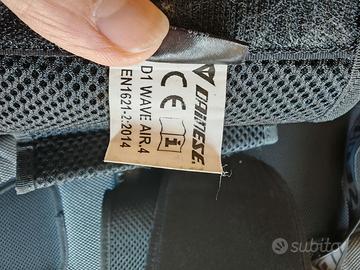 DAINESE
CE
i
D1 WAVE AIR.4
EN1621-2:2014
subito